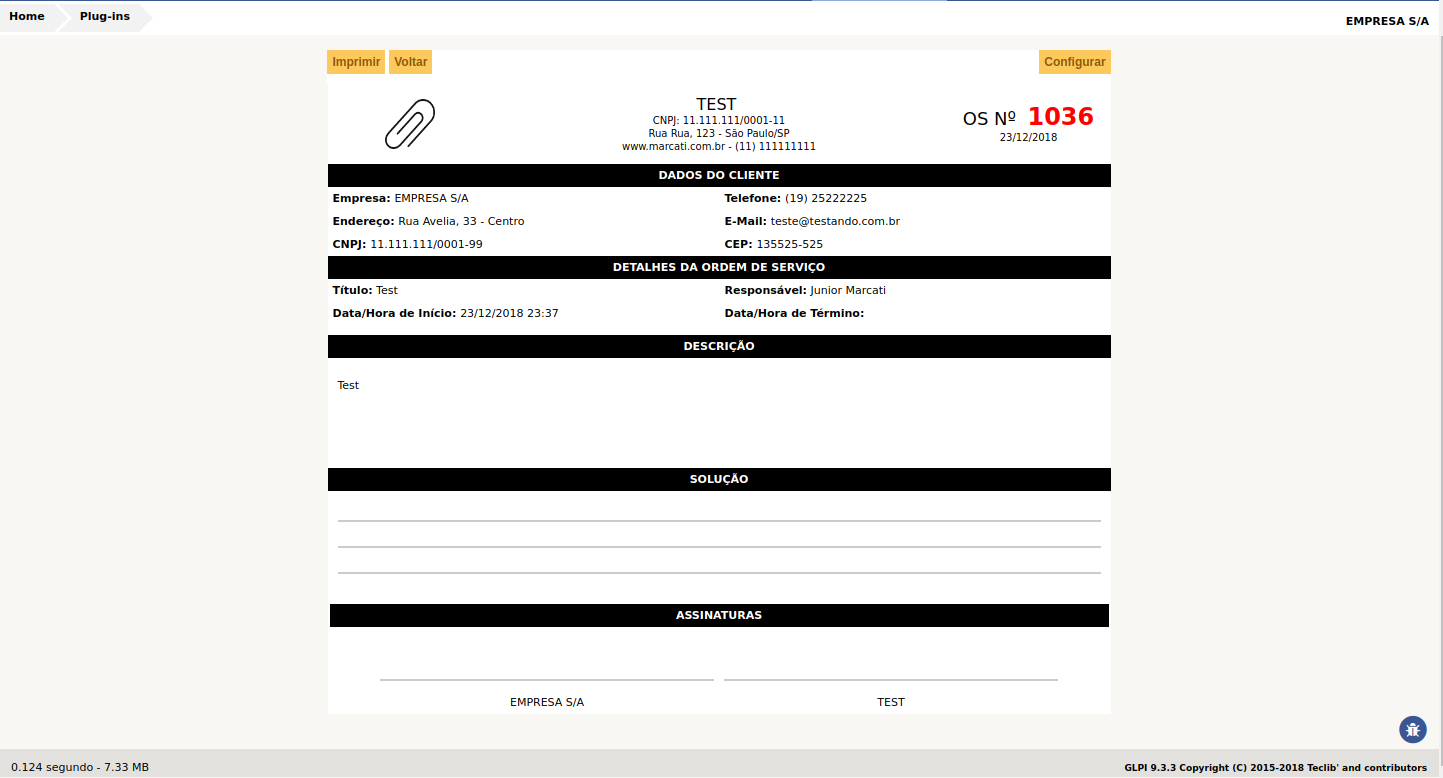 Home Plug-ins
EMPRESA S/A
Imprimir Voltar Configurar
TEST
CNPJ: 11.111.111/0001-11
Rua Rua, 123 - São Paulo/SP
www.marcati.com.br - (11) 111111111
OS Nº 1036
23/12/2018
DADOS DO CLIENTE
Empresa: EMPRESA S/A Telefone: (19) 25222225
Endereço: Rua Avelia, 33 - Centro E-Mail: teste@testando.com.br
CNPJ: 11.111.111/0001-99 CEP: 135525-525
DETALHES DA ORDEM DE SERVIÇO
Título: Test Responsável: Junior Marcati
Data/Hora de Início: 23/12/2018 23:37 Data/Hora de Término:
DESCRIÇÃO
Test
SOLUÇÃO
ASSINATURAS
EMPRESA S/A TEST
0.124 segundo - 7.33 MB GLPI 9.3.3 Copyright (C) 2015-2018 Teclib' and contributors